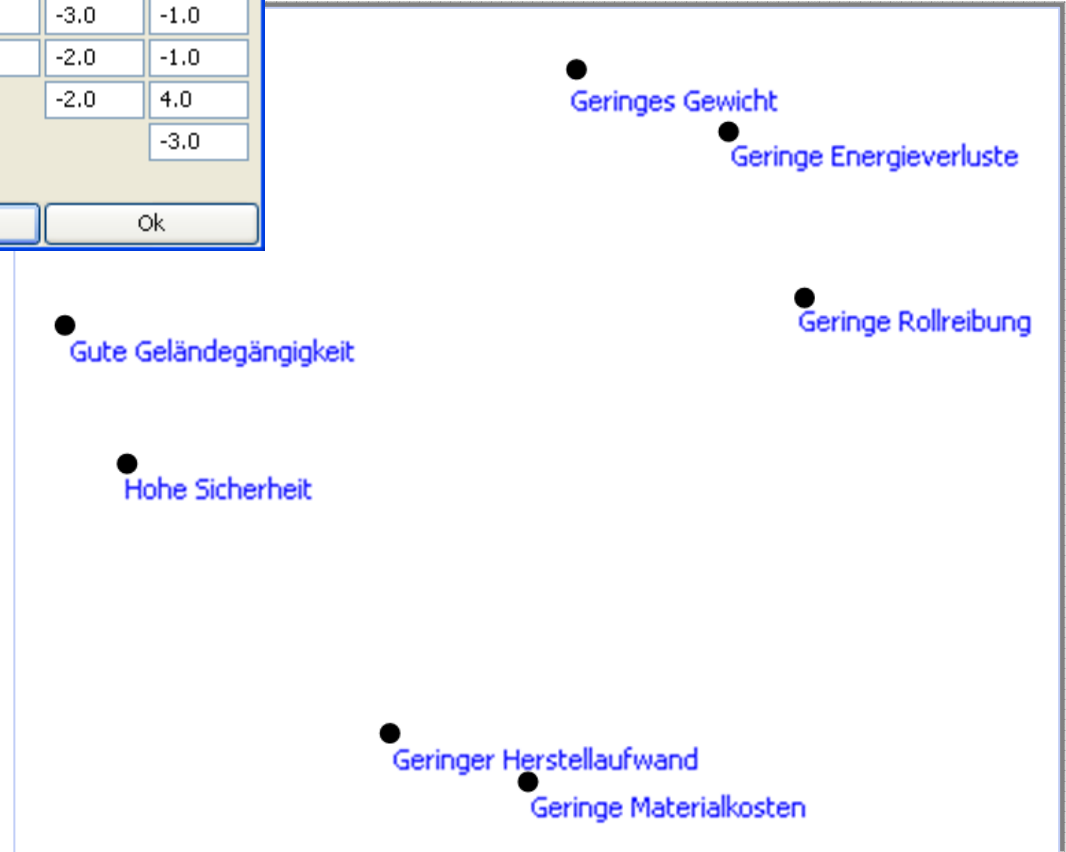 -3.0 -1.0
-2.0 -1.0
-2.0 4.0
-3.0
Ok
Geringes Gewicht
Geringe Energieverluste
Geringe Rollreibung
Gute Geländegängigkeit
Hohe Sicherheit
Geringer Herstellaufwand
Geringe Materialkosten